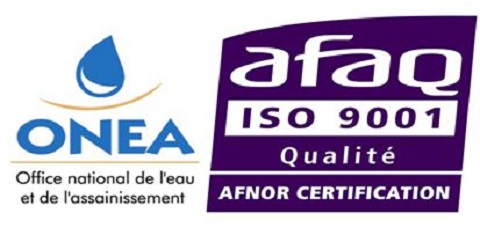 ONEA
Office national de l'eau
et de l'assainissement
afaq
ISO 9001
Qualité
AFNOR CERTIFICATION